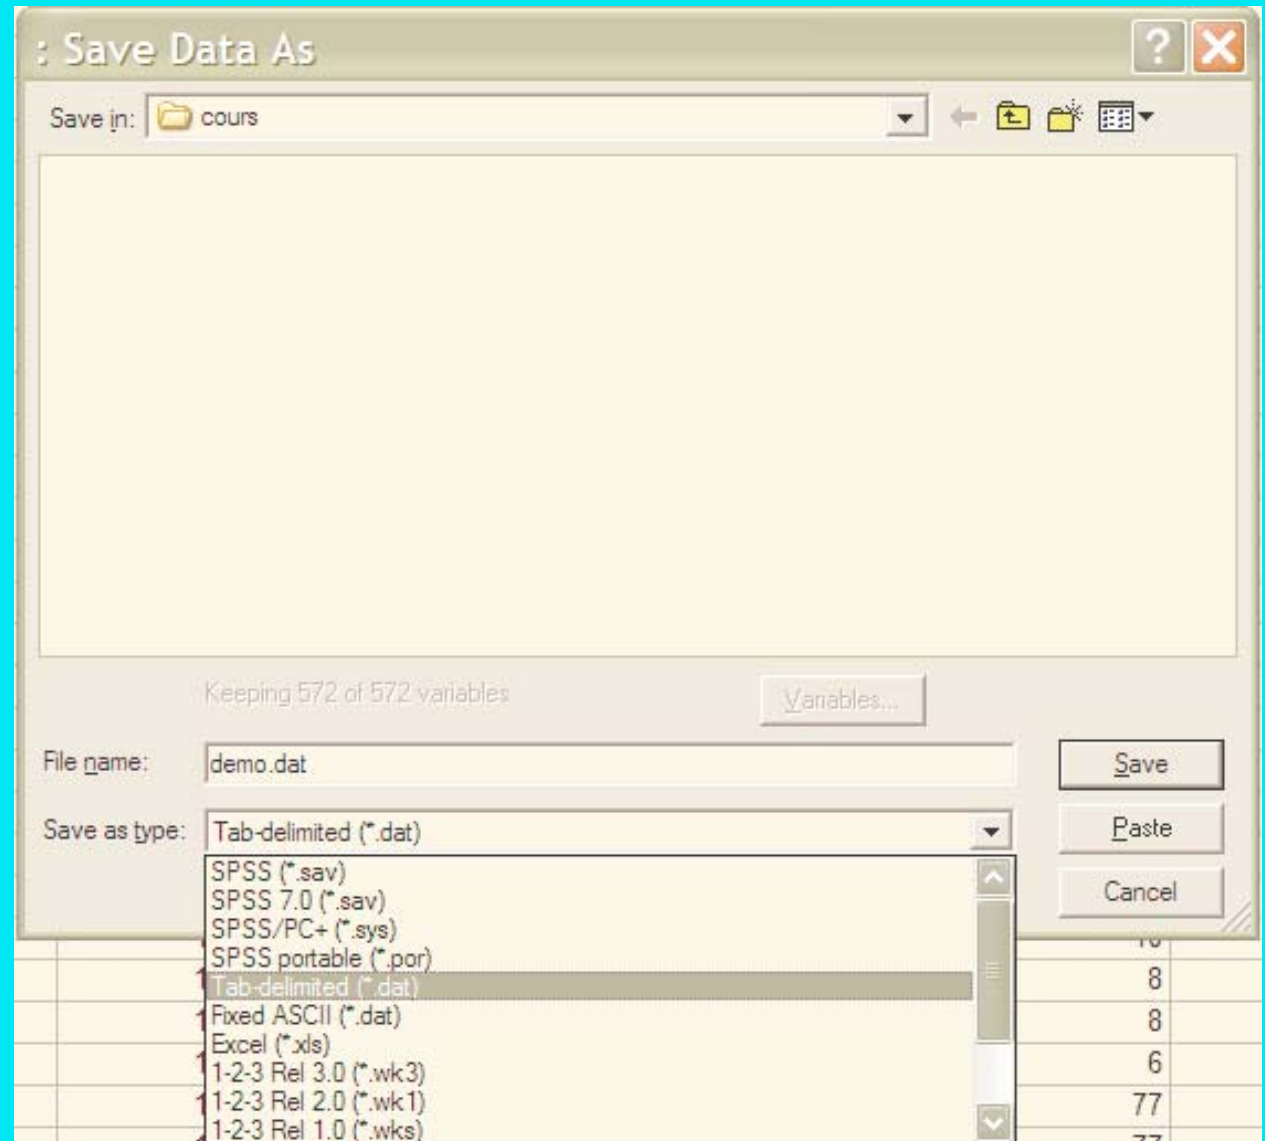 : Save Data As
Save in: cours
Keeping 572 of 572 variables
Variables...
File name: demo.dat
Save
Save as type: Tab-delimited (*.dat)
Paste
SPSS (*.sav)
SPSS 7.0 (*.sav)
Cancel
SPSS/PC+ (*.sys)
SPSS portable (*.por)
Tab-delimited (*.dat)
8
Fixed ASCII (*.dat)
8
Excel (*.xls)
6
1-2-3 Rel 3.0 (*.wk3)
1-2-3 Rel 2.0 (*.wk1)
77
1-2-3 Rel 1.0 (*.wks)